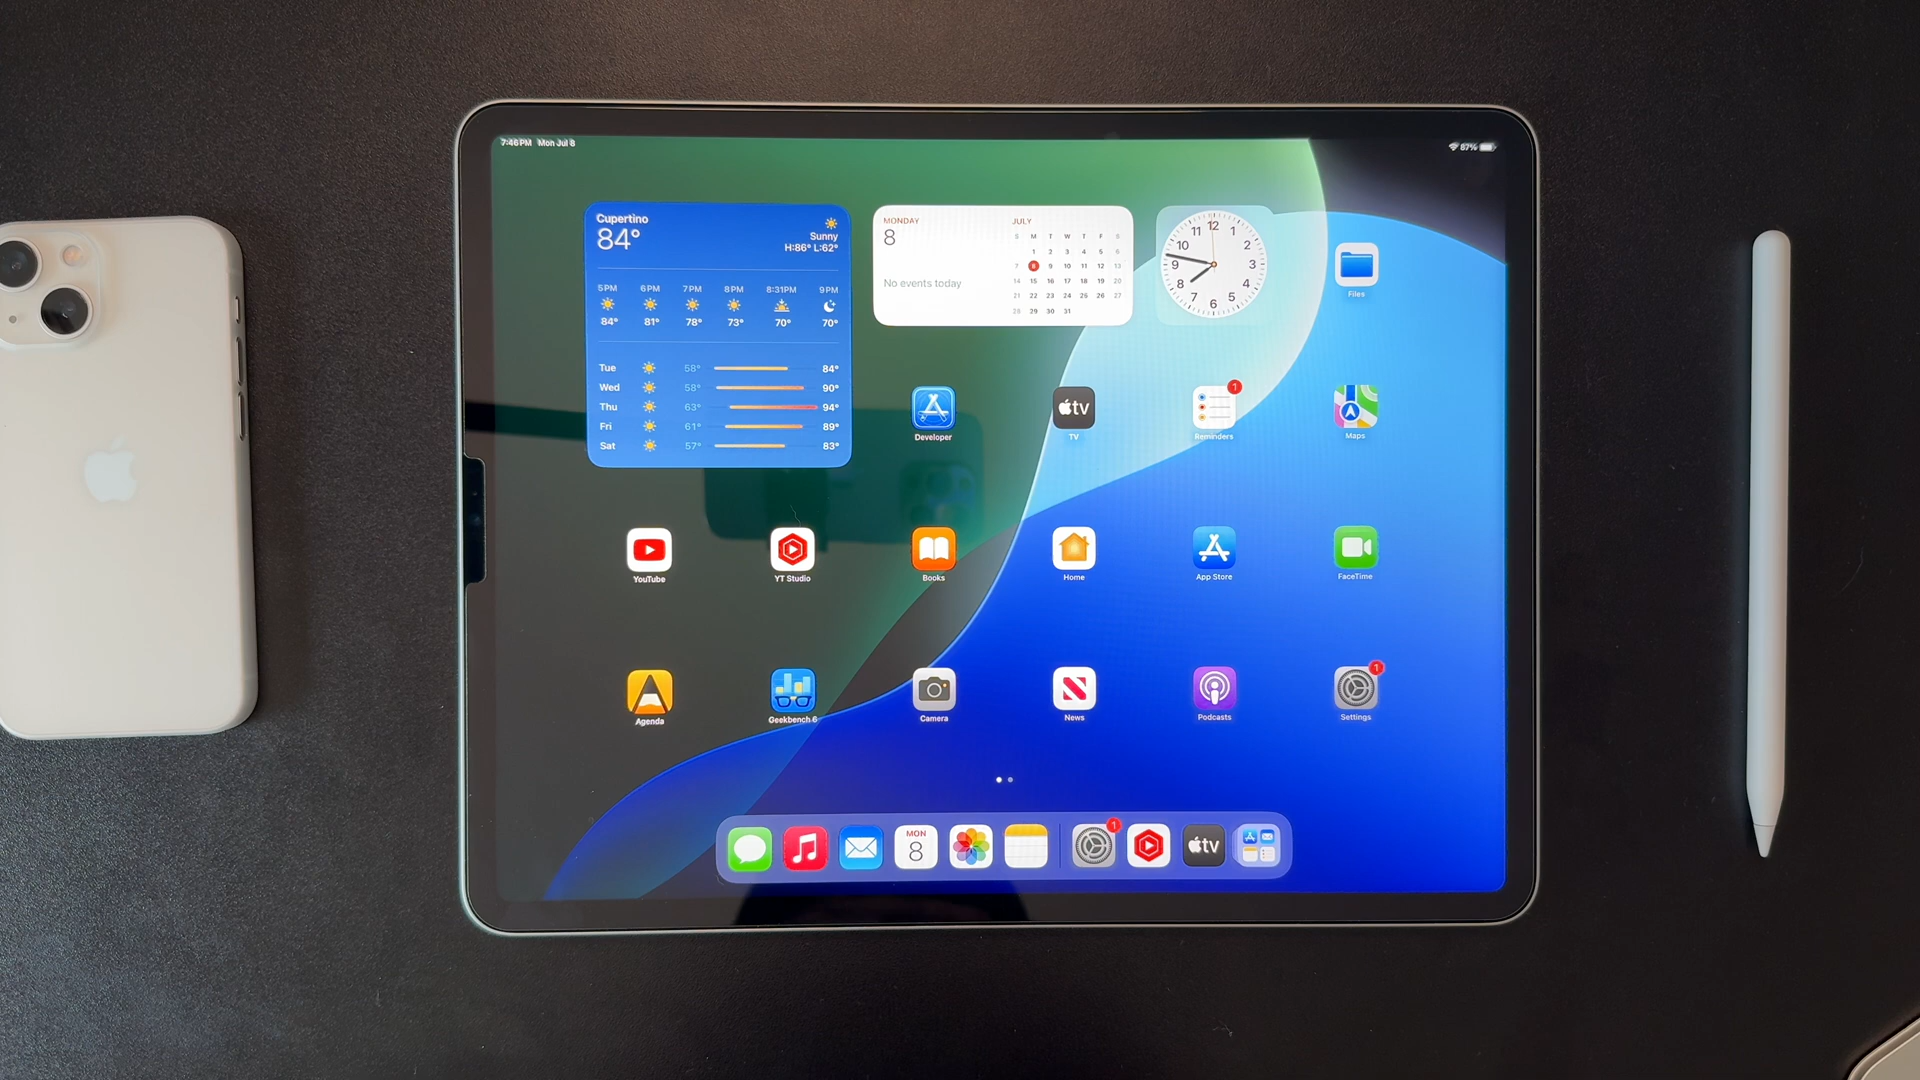 7:46PM Mon Jul 8
87%
Cupertino
84°
Sunny
H:86° L:62°
5PM 6PM 7PM 8PM 8:31PM 9PM
84° 81° 78° 73° 70° 70°
Tue 58° 84°
Wed 58° 90°
Thu 63° 94°
Fri 61° 89°
Sat 57° 83°
MONDAY
8
No events today
JULY
S M T W T F S
1 2 3 4 5 6
7 8 9 10 11 12 13
14 15 16 17 18 19 20
21 22 23 24 25 26 27
28 29 30 31
12 1 2 3 4 5 6 7 8 9 10 11
Files
Developer
tv
TV
1
Reminders
Maps
YouTube
YT Studio
Books
Home
App Store
FaceTime
Agenda
Geekbench 6
Camera
News
Podcasts
1
Settings
MON
8
1
tv